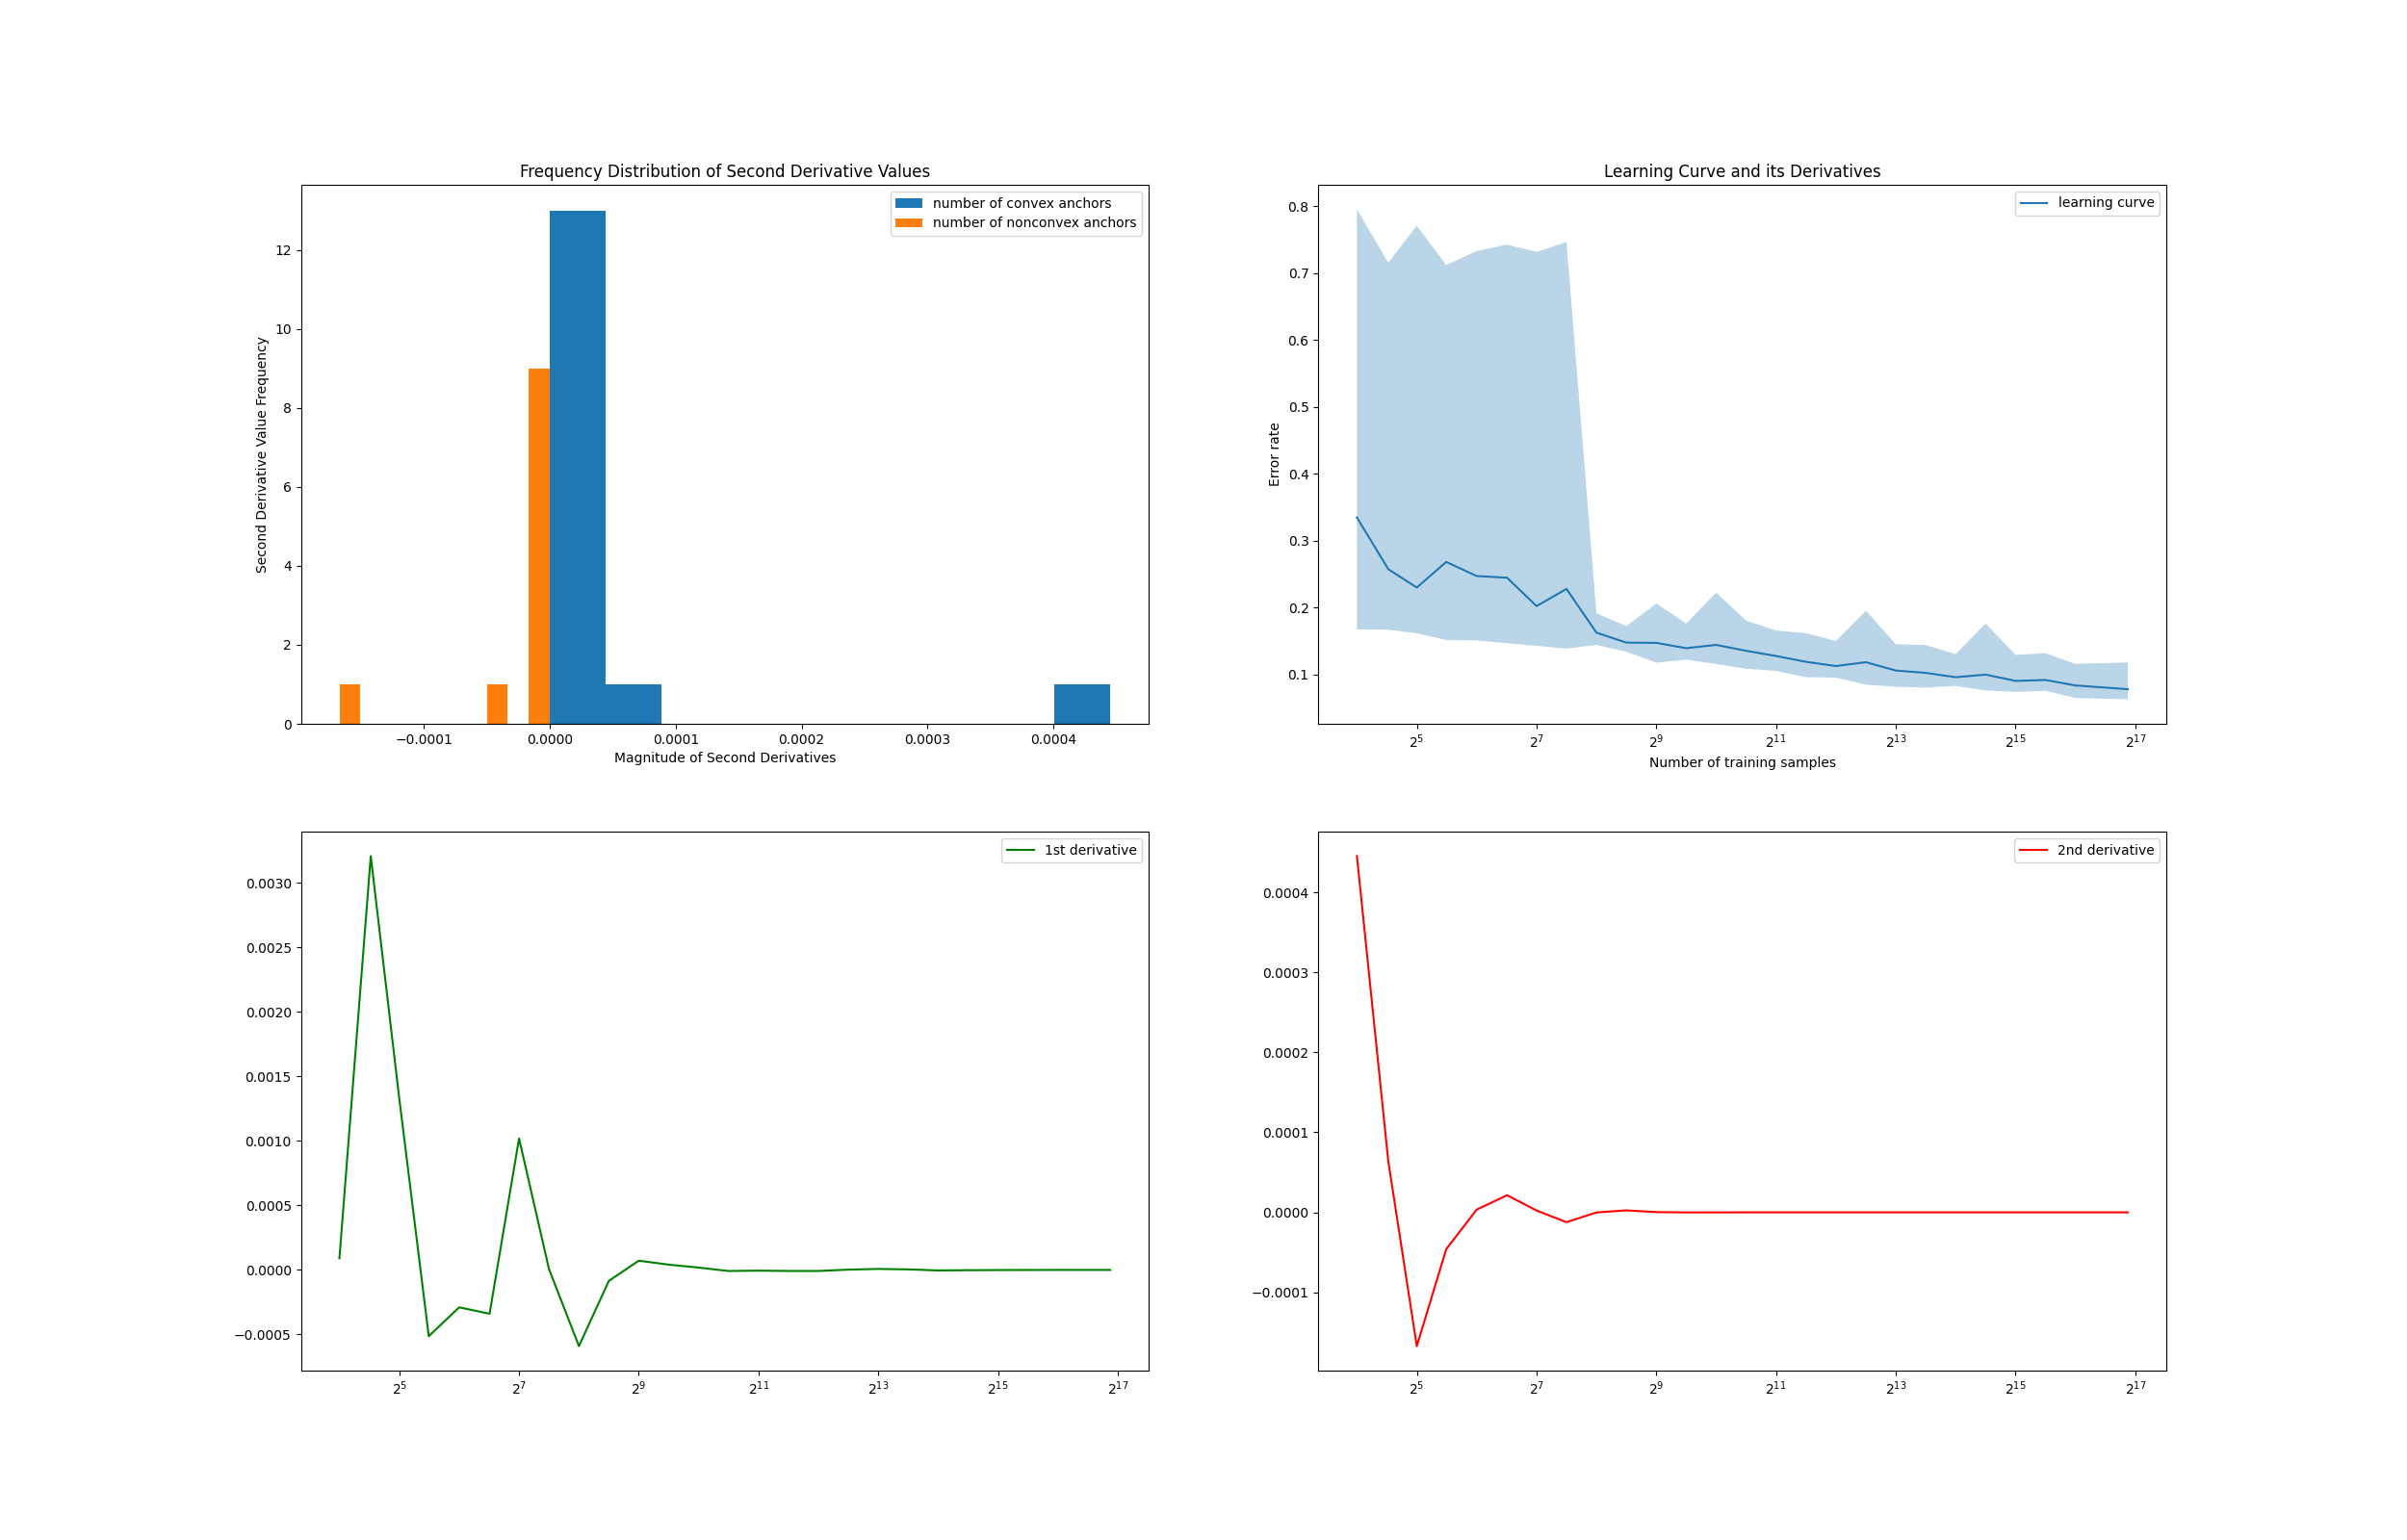 Frequency Distribution of Second Derivative Values
number of convex anchors
number of nonconvex anchors
12
10
8
6
4
2
0
Second Derivative Value Frequency
−0.0001 0.0000 0.0001 0.0002 0.0003 0.0004
Magnitude of Second Derivatives
Learning Curve and its Derivatives
learning curve
0.8
0.7
0.6
0.5
0.4
0.3
0.2
0.1
Error rate
2^5 2^7 2^9 2^11 2^13 2^15 2^17
Number of training samples
1st derivative
0.0030
0.0025
0.0020
0.0015
0.0010
0.0005
0.0000
−0.0005
2^5 2^7 2^9 2^11 2^13 2^15 2^17
2nd derivative
0.0004
0.0003
0.0002
0.0001
0.0000
−0.0001
2^5 2^7 2^9 2^11 2^13 2^15 2^17